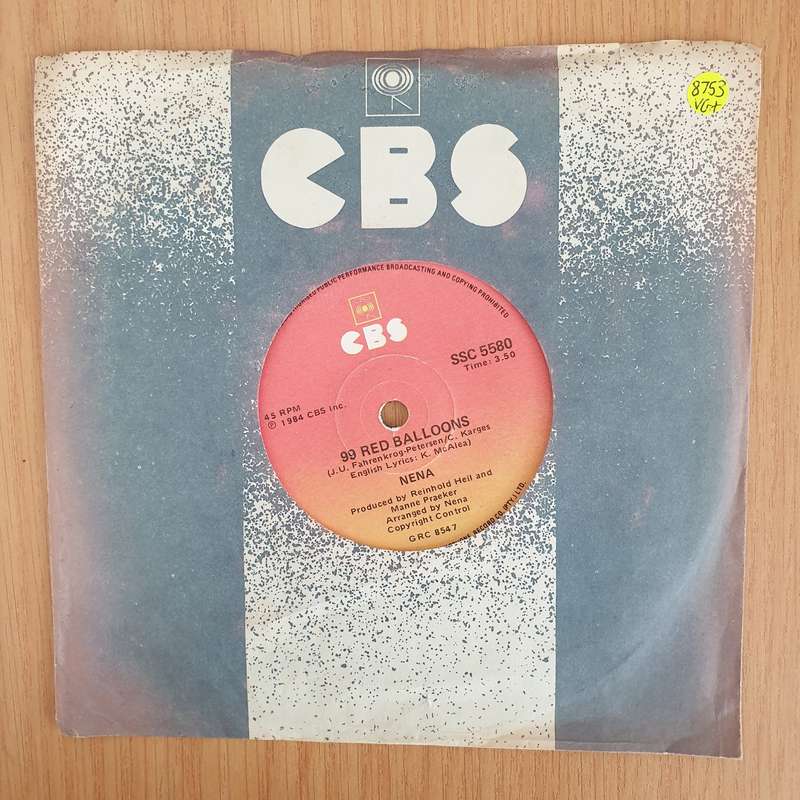 8753
VG+
CBS
PUBLIC PERFORMANCE BROADCASTING AND COPYING PROHIBITED
CBS
SSC 5580
Time: 3.50
45 RPM
℗ 1984 CBS Inc.
99 RED BALLOONS
(J.U. Fahrenkrog-Petersen/C. Karges
English Lyrics: K. McAlea)
NENA
Produced by Reinhold Heil and
Manne Praeker
Arranged by Nena
Copyright Control
GRC 8547
RECORD CO. PTY. LTD.